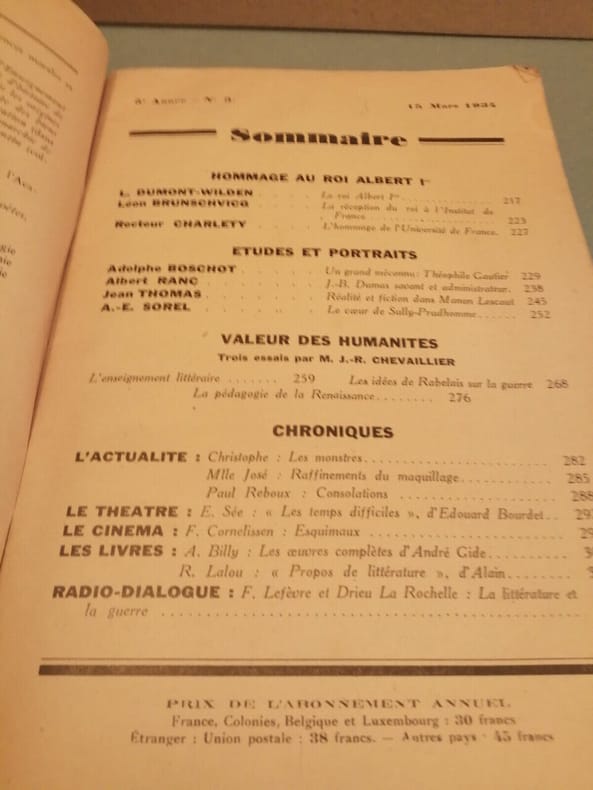 ences morales et
l'Aca-
5e Année - N° 5
15 Mars 1934
Sommaire
HOMMAGE AU ROI ALBERT Ier
L. DUMONT-WILDEN . . . Le roi Albert Ier ........ 217
Léon BRUNSCHVICG . . . La réception du roi à l'Institut de
France ........ 223
Recteur CHARLETY . . . L'hommage de l'Université de France. 227
ETUDES ET PORTRAITS
Adolphe BOSCHOT . . . . Un grand méconnu: Théophile Gautier 229
Albert RANC . . . . J.-B. Dumas savant et administrateur. 238
Jean THOMAS . . . . Réalité et fiction dans Manon Lescaut 245
A.-E. SOREL . . . . Le cœur de Sully-Prudhomme...... 252
VALEUR DES HUMANITES
Trois essais par M. J.-R. CHEVAILLIER
L'enseignement littéraire ....... 259 Les idées de Rabelais sur la guerre 268
La pédagogie de la Renaissance........ 276
CHRONIQUES
L'ACTUALITE : Christophe : Les monstres........ 282
Mlle José : Raffinements du maquillage........ 285
Paul Reboux : Consolations ........ 288
LE THEATRE : E. Sée : « Les temps difficiles », d'Edouard Bourdet..
LE CINEMA : F. Cornelissen : Esquimaux ........
LES LIVRES : A. Billy : Les œuvres complètes d'André Gide........
R. Lalou : « Propos de littérature », d'Alain........
RADIO-DIALOGUE : F. Lefèvre et Drieu La Rochelle : La littérature et
la guerre ........
PRIX DE L'ABONNEMENT ANNUEL
France, Colonies, Belgique et Luxembourg : 30 francs
Étranger : Union postale : 38 francs. — Autres pays : 45 francs